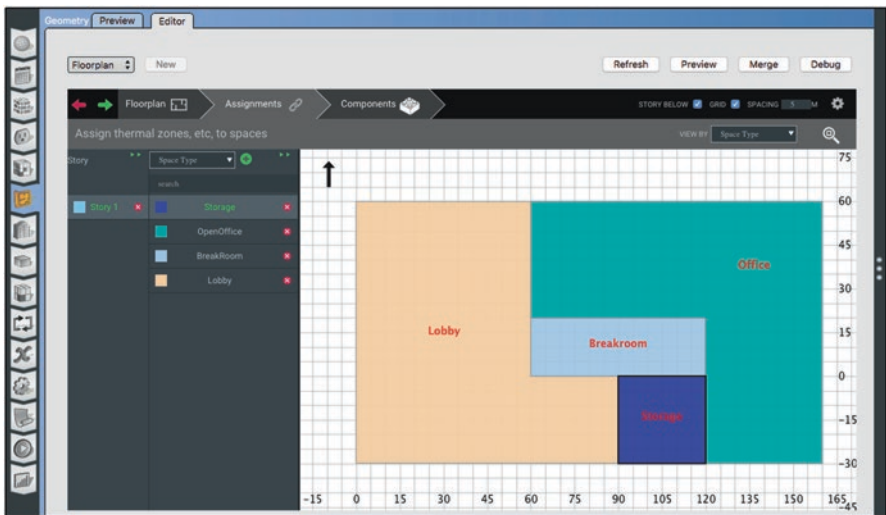 Geometry Preview Editor
Floorplan New Refresh Preview Merge Debug
Floorplan Assignments Components STORY BELOW GRID SPACING 5 M
Assign thermal zones, etc, to spaces VIEW BY Space Type
Story Space Type
search
Story 1 Storage
OpenOffice
BreakRoom
Lobby
75
60
45
Office
30
Lobby
15
Breakroom
0
Storage
-15
-30
-15 0 15 30 45 60 75 90 105 120 135 150 165
-45